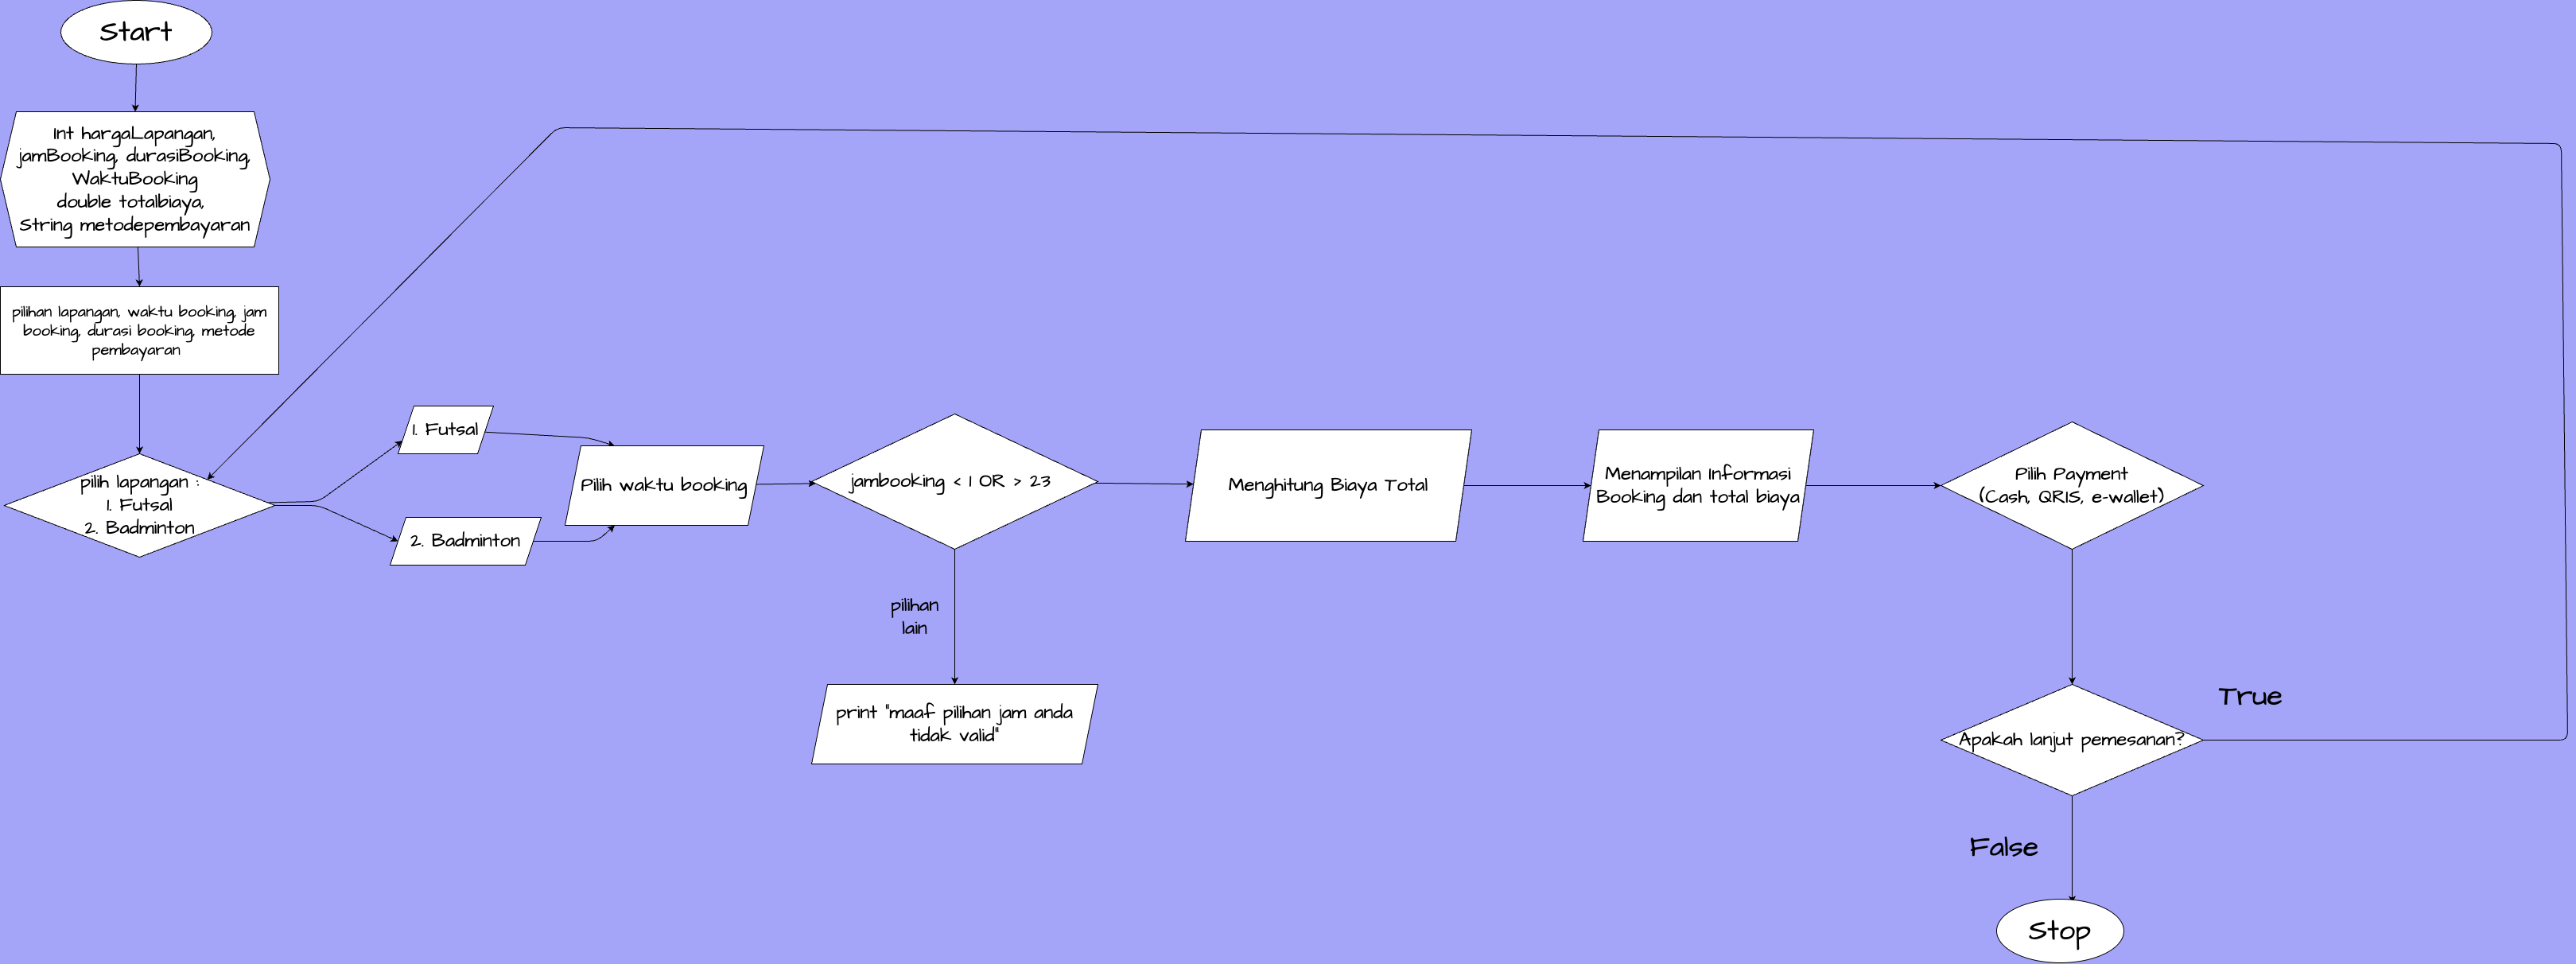 Start
Int hargaLapangan,
jamBooking, durasiBooking,
WaktuBooking
double totalbiaya,
String metodepembayaran
pilihan lapangan, waktu booking, jam
booking, durasi booking, metode
pembayaran
pilih lapangan :
1. Futsal
2. Badminton
1. Futsal
2. Badminton
Pilih waktu booking
jambooking < 1 OR > 23
pilihan
lain
print "maaf pilihan jam anda
tidak valid"
Menghitung Biaya Total
Menampilan Informasi
Booking dan total biaya
Pilih Payment
(Cash, QRIS, e-wallet)
Apakah lanjut pemesanan?
True
False
Stop